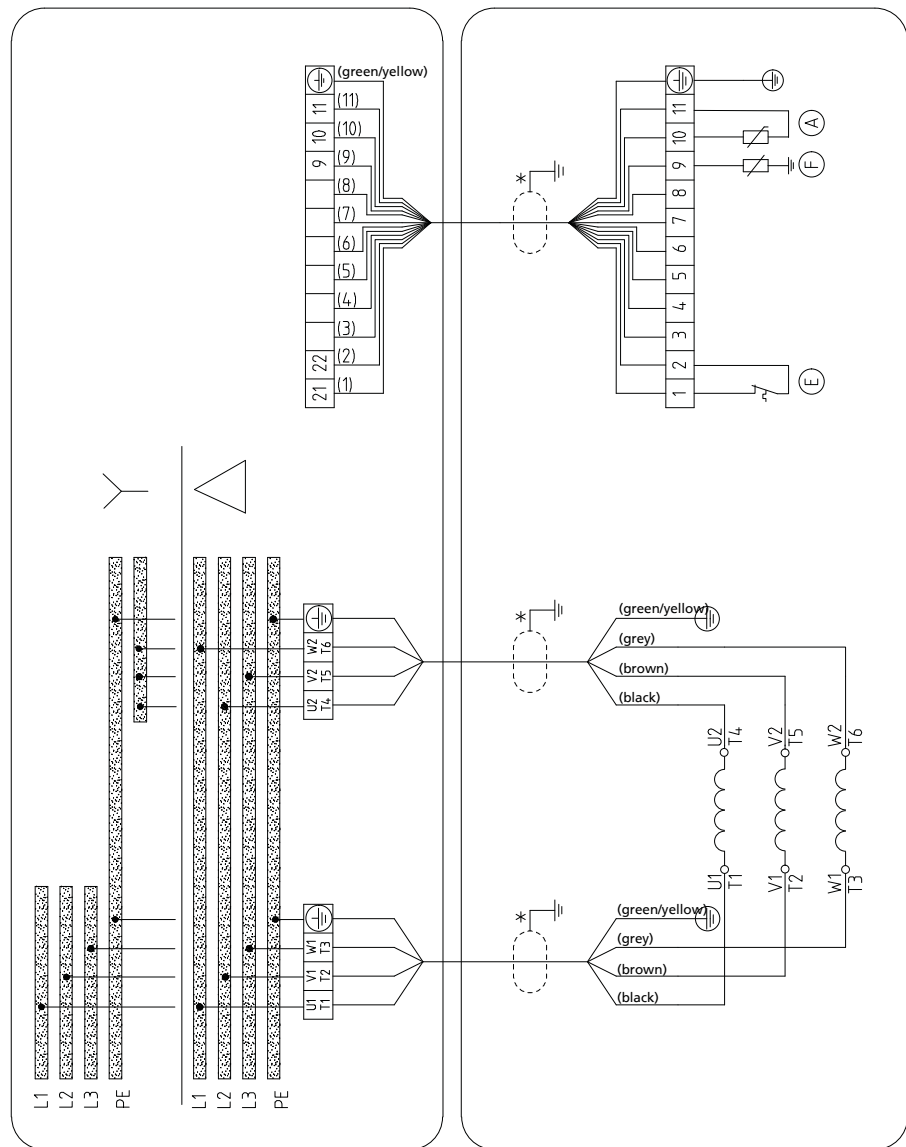 (green/yellow)
11 (11)
10 (10)
9 (9)
(8)
(7)
(6)
(5)
(4)
(3)
22 (2)
21 (1)
11
10
9
8
7
6
5
4
3
2
1
A
F
E
*
*
(green/yellow)
(grey)
(brown)
(black)
W2 T6
V2 T5
U2 T4
U2 T4
V2 T5
W2 T6
U1 T1
V1 T2
W1 T3
*
(green/yellow)
(grey)
(brown)
(black)
W1 T3
V1 T2
U1 T1
L1
L2
L3
PE
L1
L2
L3
PE